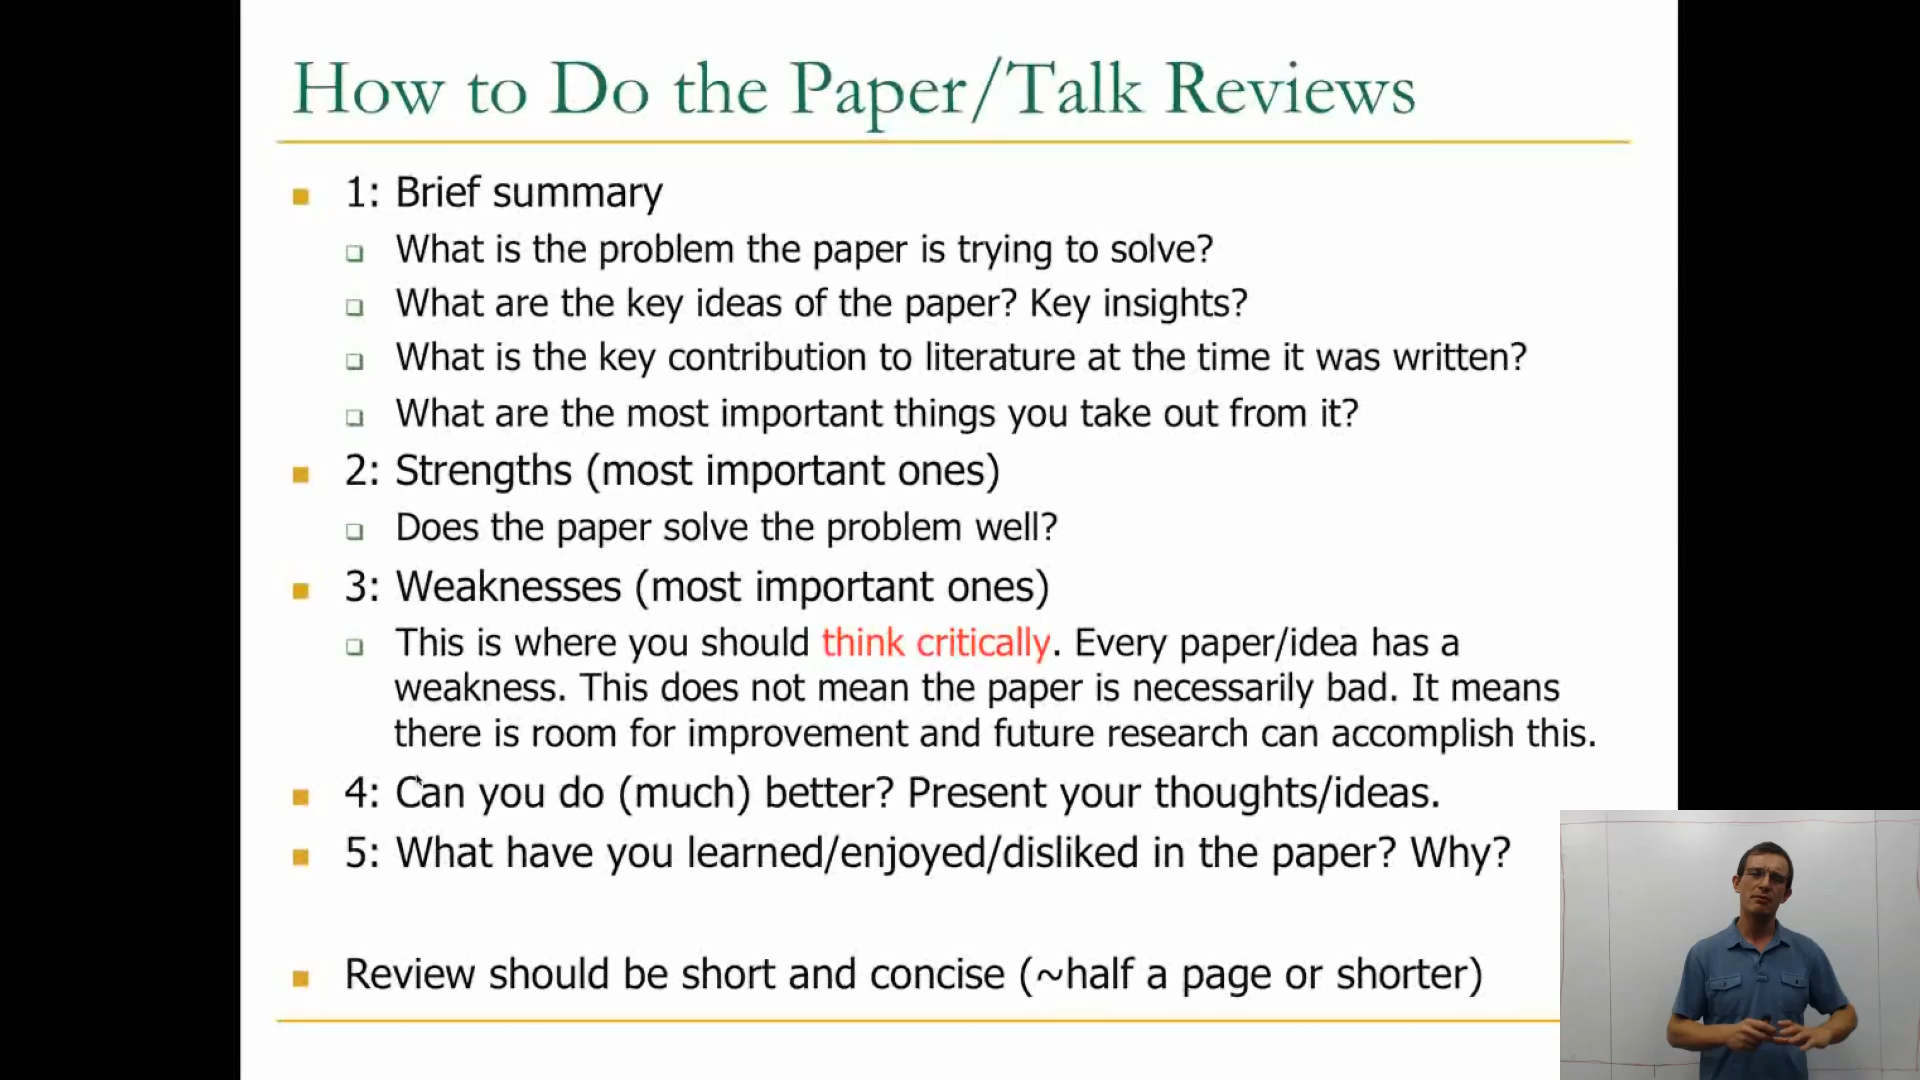 How to Do the Paper/Talk Reviews
1: Brief summary
What is the problem the paper is trying to solve?
What are the key ideas of the paper? Key insights?
What is the key contribution to literature at the time it was written?
What are the most important things you take out from it?
2: Strengths (most important ones)
Does the paper solve the problem well?
3: Weaknesses (most important ones)
This is where you should think critically. Every paper/idea has a
weakness. This does not mean the paper is necessarily bad. It means
there is room for improvement and future research can accomplish this.
4: Can you do (much) better? Present your thoughts/ideas.
5: What have you learned/enjoyed/disliked in the paper? Why?
Review should be short and concise (~half a page or shorter)